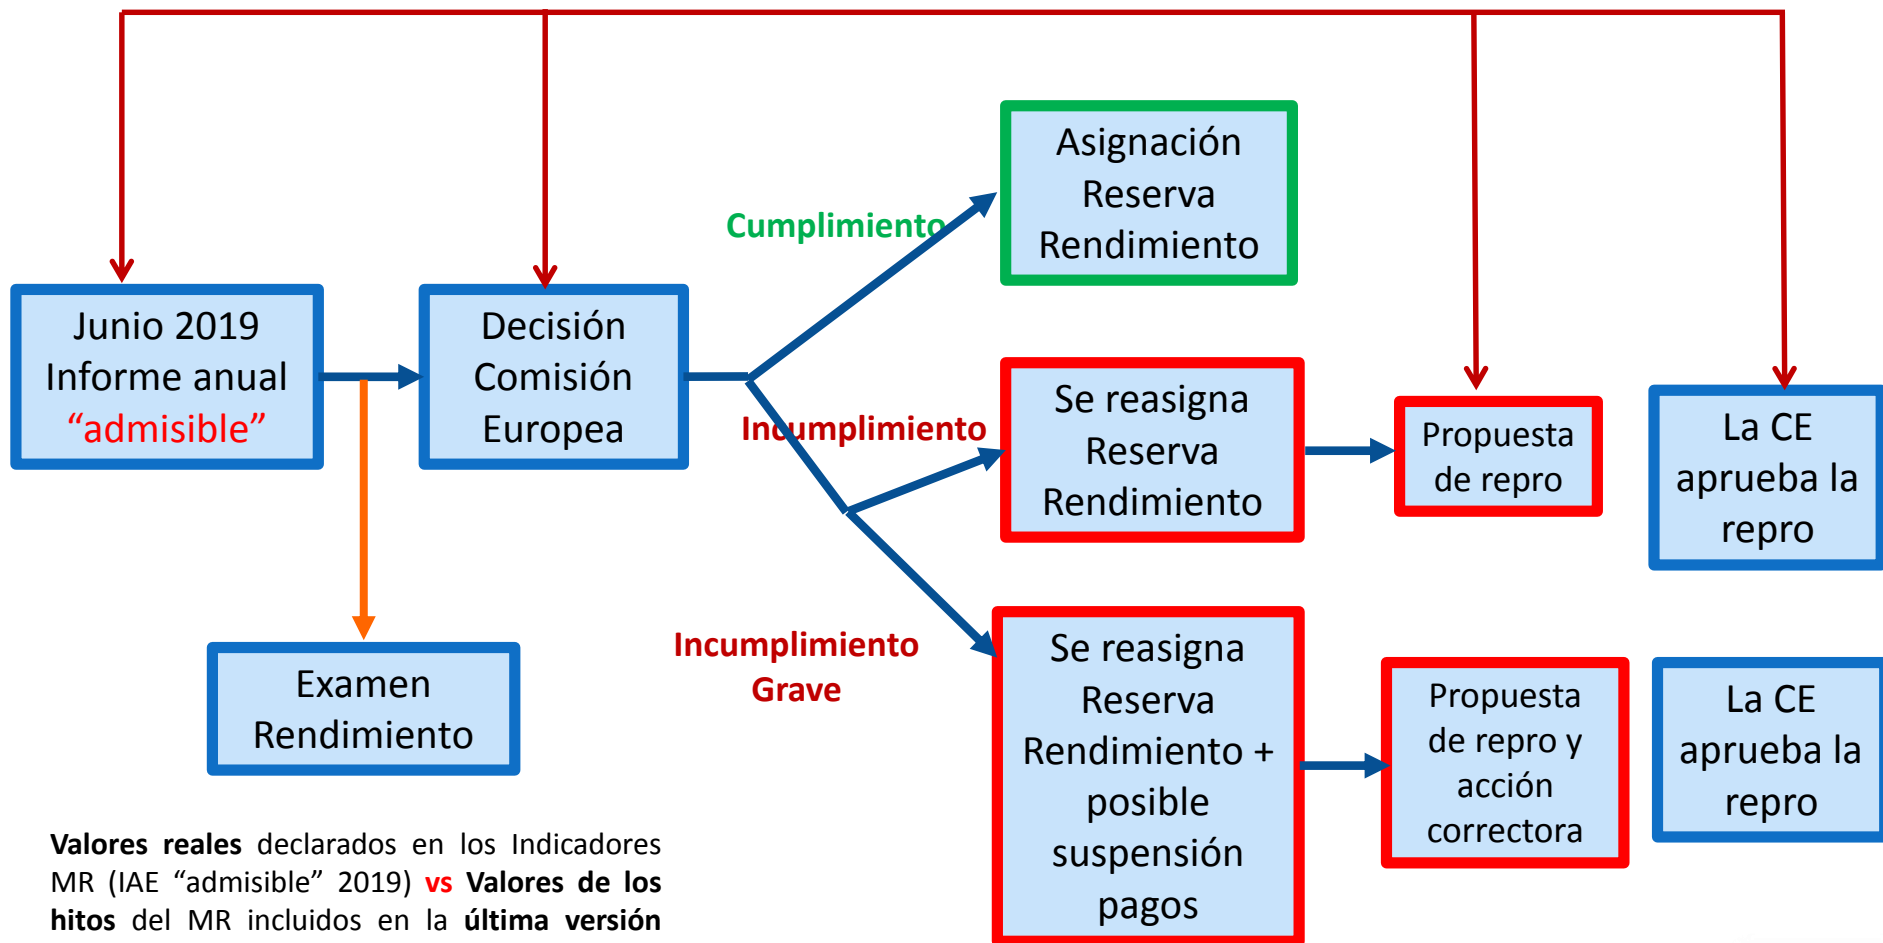 Junio 2019
Informe anual
“admisible”
Decisión
Comisión
Europea
Examen
Rendimiento
Cumplimiento
Asignación
Reserva
Rendimiento
Incumplimiento
Se reasigna
Reserva
Rendimiento
Propuesta
de repro
La CE
aprueba la
repro
Incumplimiento
Grave
Se reasigna
Reserva
Rendimiento +
posible
suspensión
pagos
Propuesta
de repro y
acción
correctora
La CE
aprueba la
repro
Valores reales declarados en los Indicadores
MR (IAE “admisible” 2019) vs Valores de los
hitos del MR incluidos en la última versión